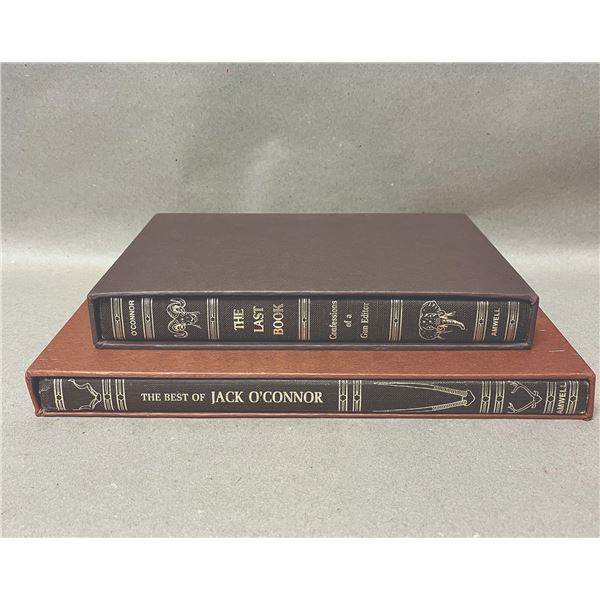 O'CONNOR
THE
LAST
BOOK
Confessions
of a
Gun Editor
AMWELL
THE BEST OF JACK O'CONNOR
AMWELL